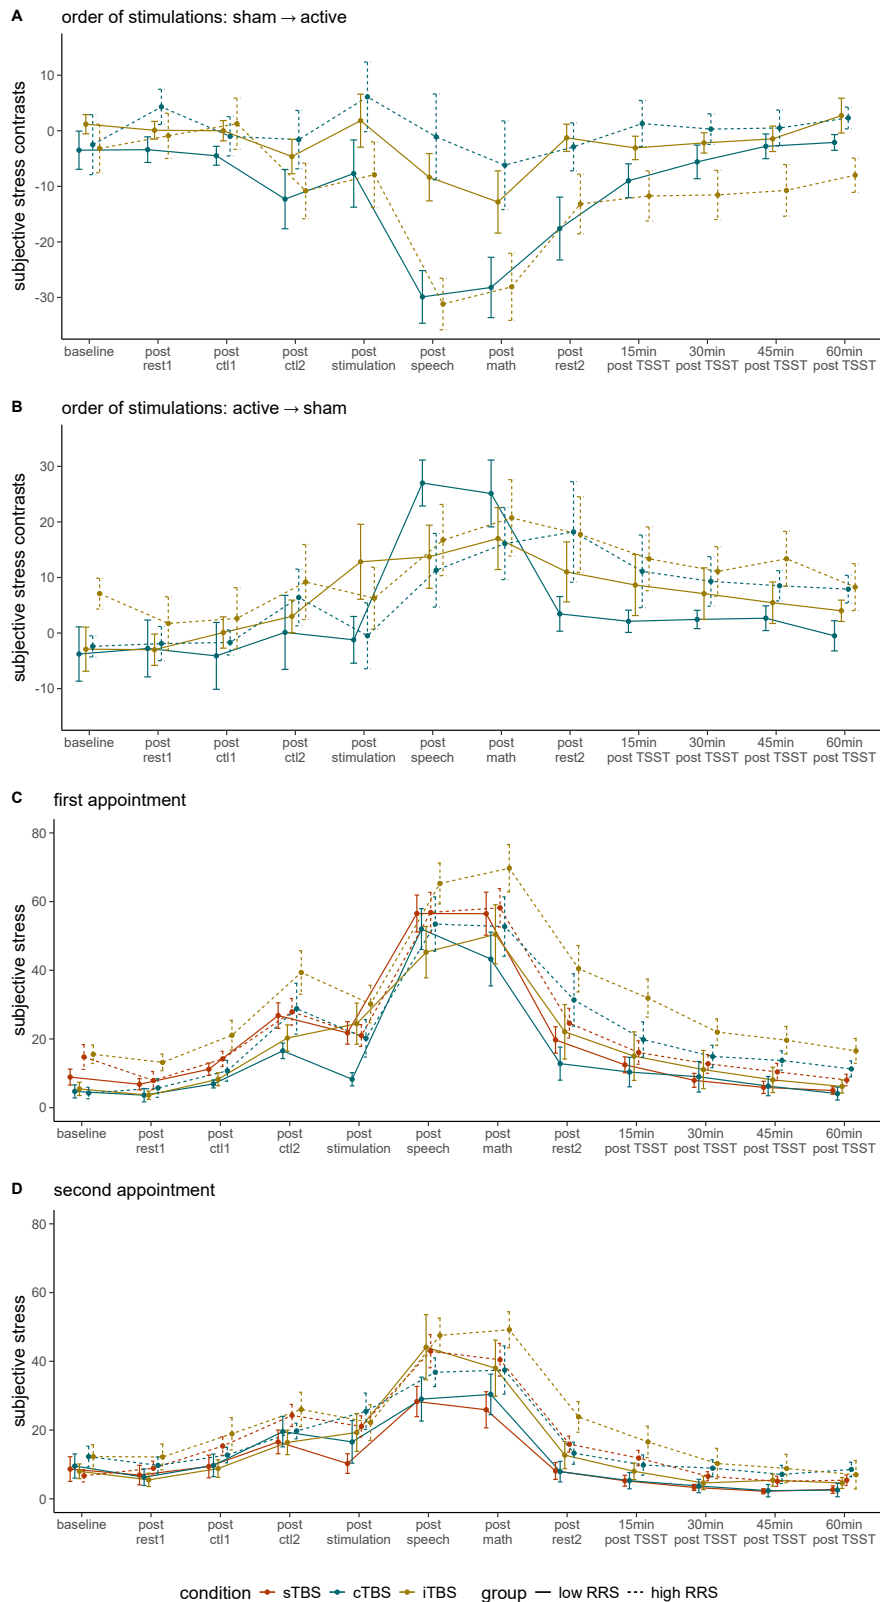 A order of stimulations: sham → active
subjective stress contrasts
10
0
-10
-20
-30
baseline post rest1 post ctl1 post ctl2 post stimulation post speech post math post rest2 15min post TSST 30min post TSST 45min post TSST 60min post TSST
B order of stimulations: active → sham
subjective stress contrasts
30
20
10
0
-10
baseline post rest1 post ctl1 post ctl2 post stimulation post speech post math post rest2 15min post TSST 30min post TSST 45min post TSST 60min post TSST
C first appointment
subjective stress
80
60
40
20
0
baseline post rest1 post ctl1 post ctl2 post stimulation post speech post math post rest2 15min post TSST 30min post TSST 45min post TSST 60min post TSST
D second appointment
subjective stress
80
60
40
20
0
baseline post rest1 post ctl1 post ctl2 post stimulation post speech post math post rest2 15min post TSST 30min post TSST 45min post TSST 60min post TSST
condition sTBS cTBS iTBS group low RRS high RRS